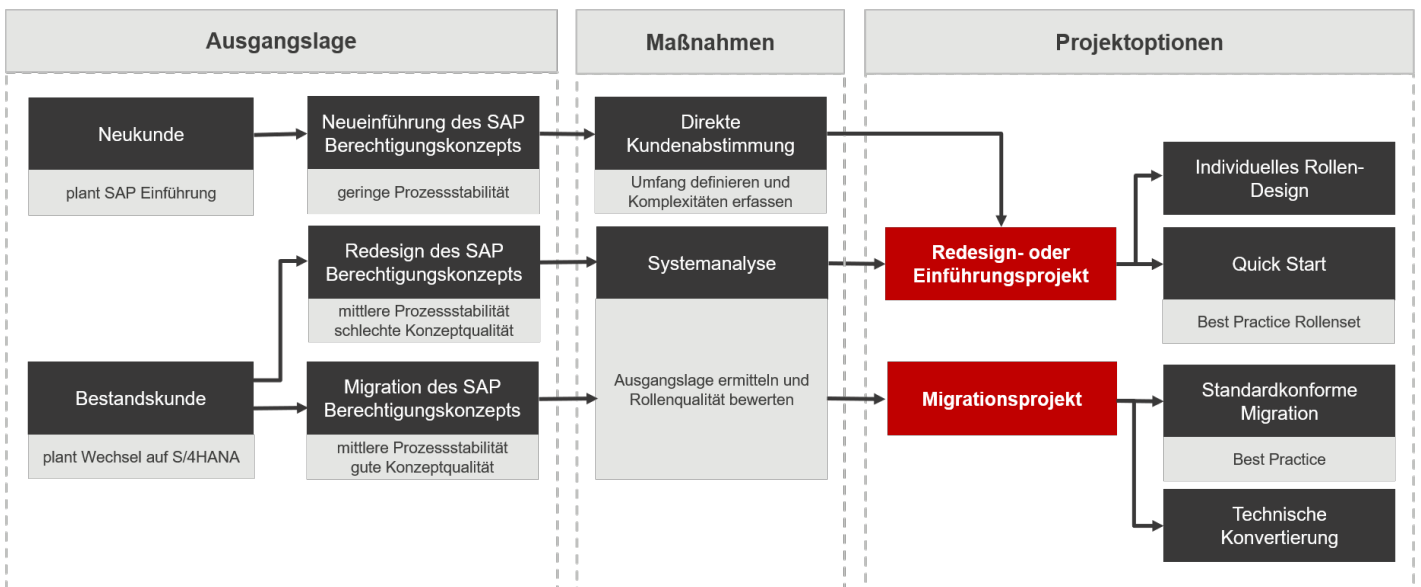 Ausgangslage
Maßnahmen
Projektoptionen
Neukunde
plant SAP Einführung
Neueinführung des SAP
Berechtigungskonzepts
geringe Prozessstabilität
Direkte
Kundenabstimmung
Umfang definieren und
Komplexitäten erfassen
Individuelles Rollen-
Design
Redesign des SAP
Berechtigungskonzepts
mittlere Prozessstabilität
schlechte Konzeptqualität
Systemanalyse
Ausgangslage ermitteln und
Rollenqualität bewerten
Redesign- oder
Einführungsprojekt
Quick Start
Best Practice Rollenset
Bestandskunde
plant Wechsel auf S/4HANA
Migration des SAP
Berechtigungskonzepts
mittlere Prozessstabilität
gute Konzeptqualität
Migrationsprojekt
Standardkonforme
Migration
Best Practice
Technische
Konvertierung